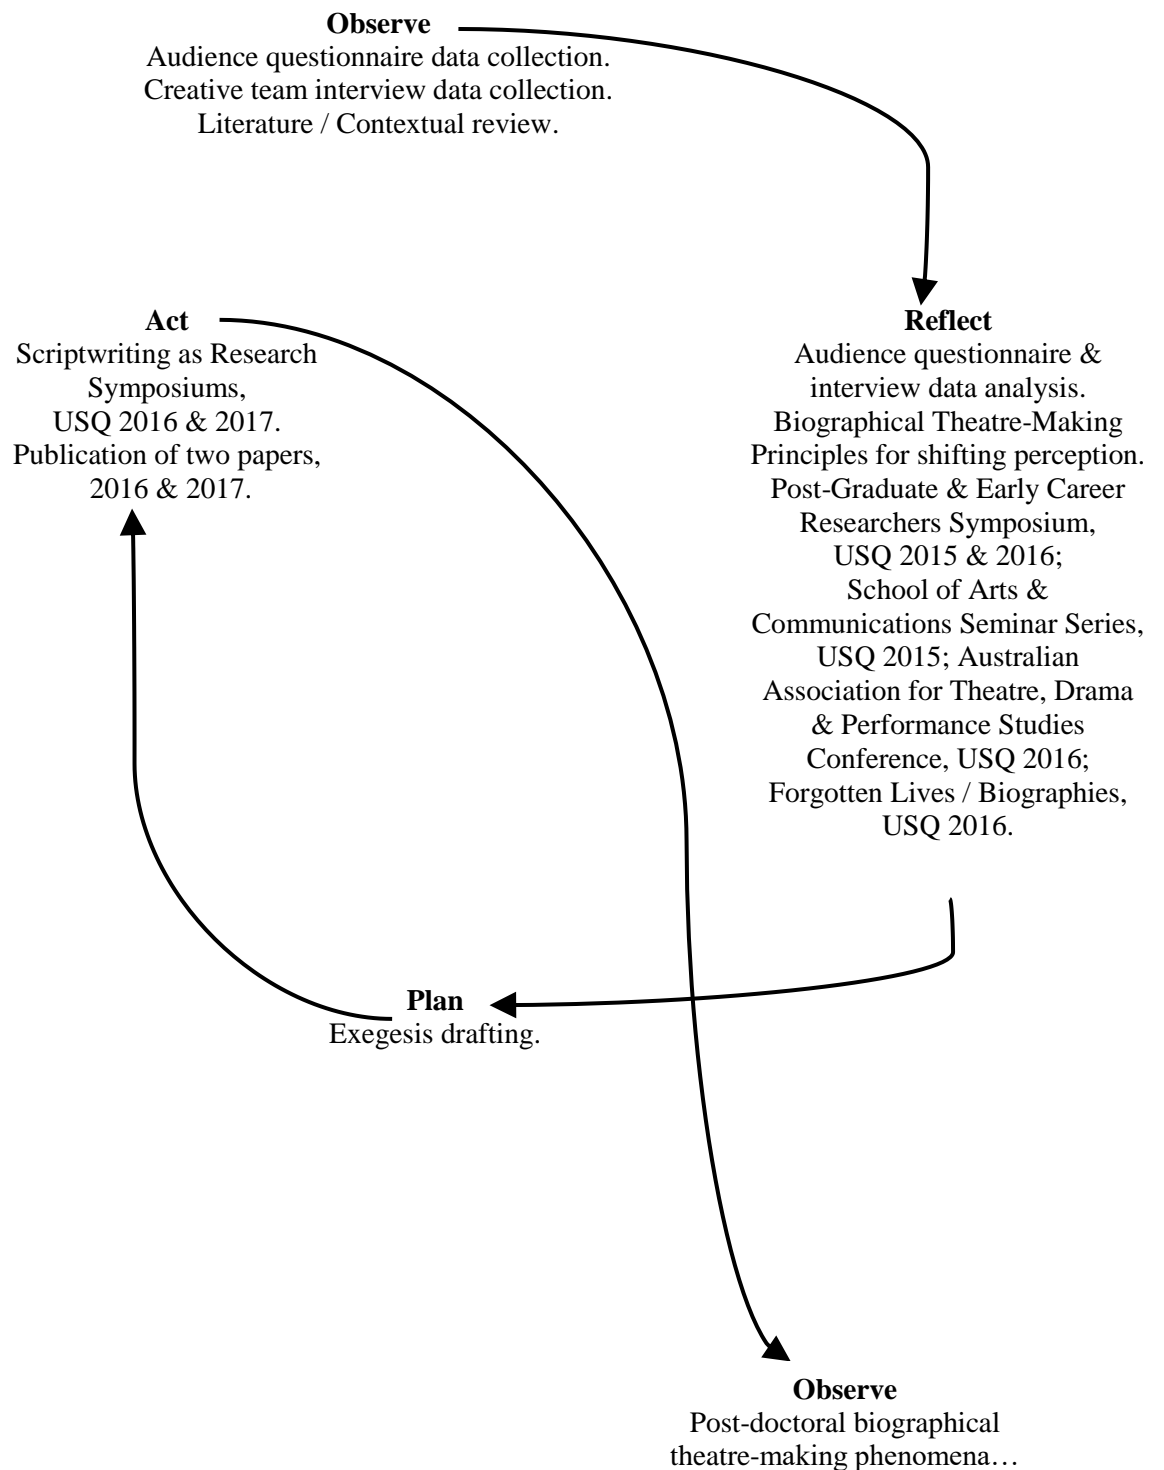 Observe
Audience questionnaire data collection.
Creative team interview data collection.
Literature / Contextual review.
Reflect
Audience questionnaire &
interview data analysis.
Biographical Theatre-Making
Principles for shifting perception.
Post-Graduate & Early Career
Researchers Symposium,
USQ 2015 & 2016;
School of Arts &
Communications Seminar Series,
USQ 2015; Australian
Association for Theatre, Drama
& Performance Studies
Conference, USQ 2016;
Forgotten Lives / Biographies,
USQ 2016.
Plan
Exegesis drafting.
Act
Scriptwriting as Research
Symposiums,
USQ 2016 & 2017.
Publication of two papers,
2016 & 2017.
Observe
Post-doctoral biographical
theatre-making phenomena…